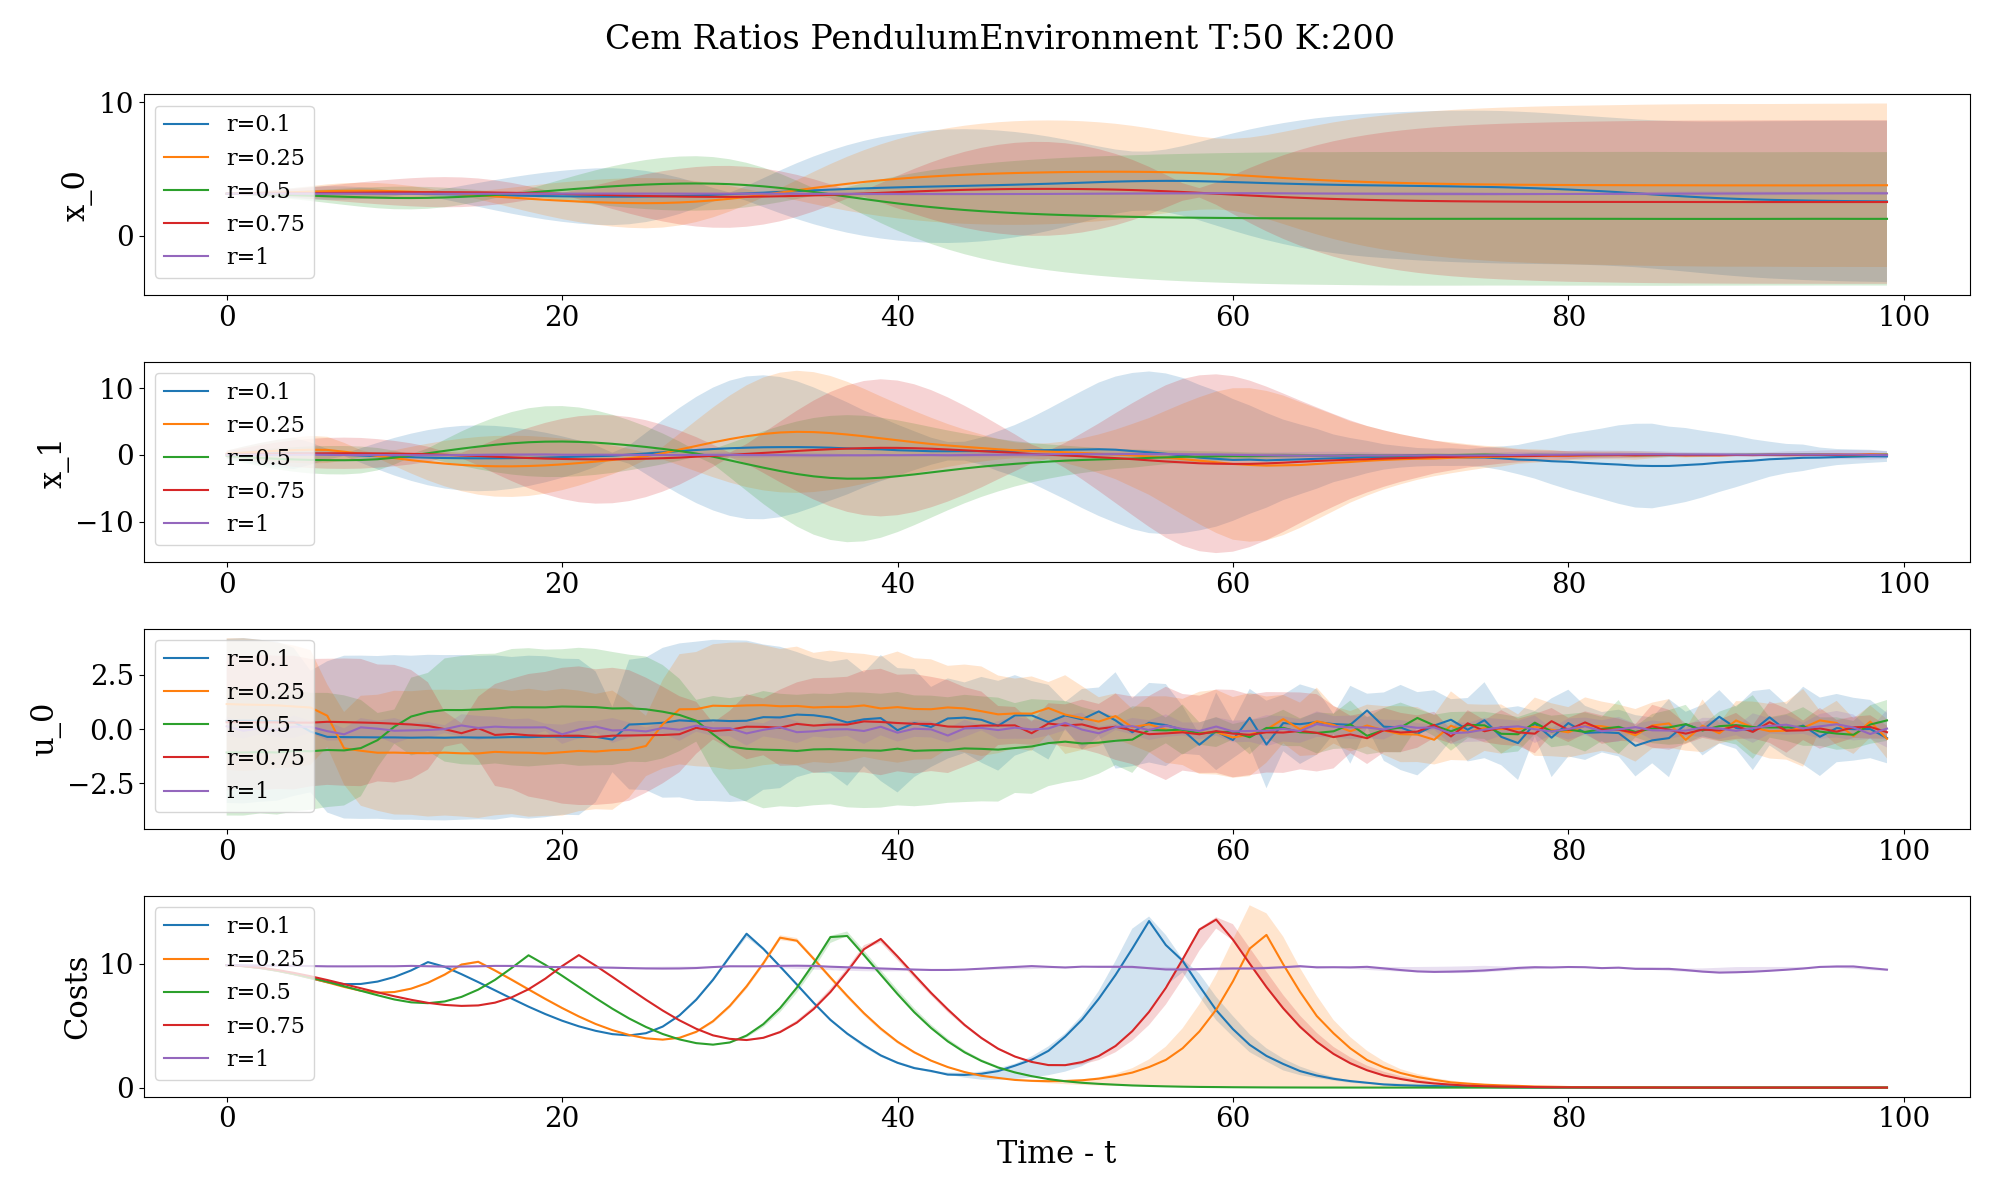 Cem Ratios PendulumEnvironment T:50 K:200
x_0
10
0
r=0.1
r=0.25
r=0.5
r=0.75
r=1
0 20 40 60 80 100
x_1
10
0
−10
r=0.1
r=0.25
r=0.5
r=0.75
r=1
0 20 40 60 80 100
u_0
2.5
0.0
−2.5
r=0.1
r=0.25
r=0.5
r=0.75
r=1
0 20 40 60 80 100
Costs
10
0
r=0.1
r=0.25
r=0.5
r=0.75
r=1
0 20 40 60 80 100
Time - t